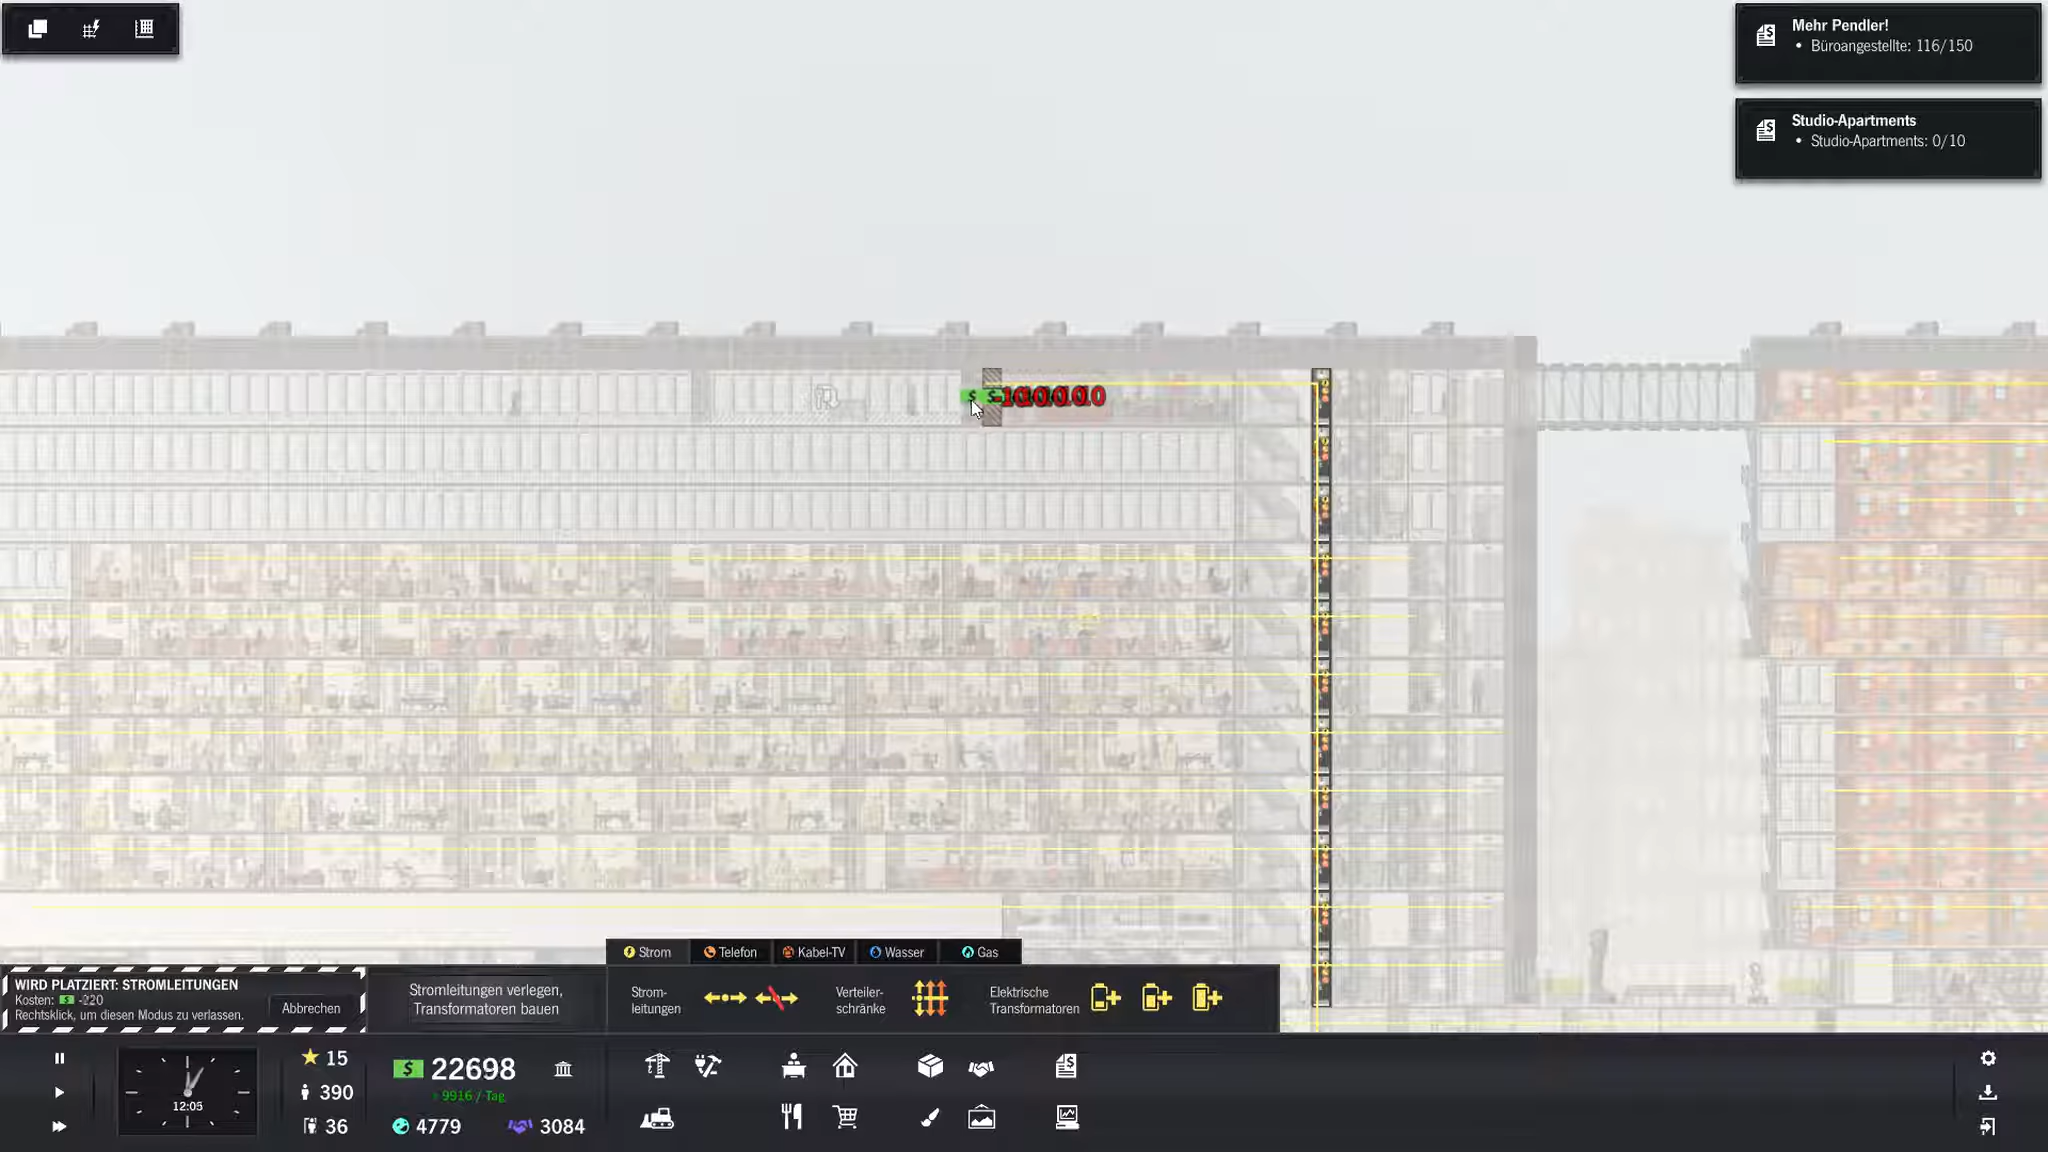 Mehr Pendler!
• Büroangestellte: 116/150
Studio-Apartments
• Studio-Apartments: 0/10
Strom
Telefon
Kabel-TV
Wasser
Gas
WIRD PLATZIERT: STROMLEITUNGEN
Kosten: $ -220
Rechtsklick, um diesen Modus zu verlassen.
Abbrechen
Stromleitungen verlegen,
Transformatoren bauen
Strom-
leitungen
Verteiler-
schränke
Elektrische
Transformatoren
12:05
15
390
36
$ 22698
+9916 / Tag
4779
3084